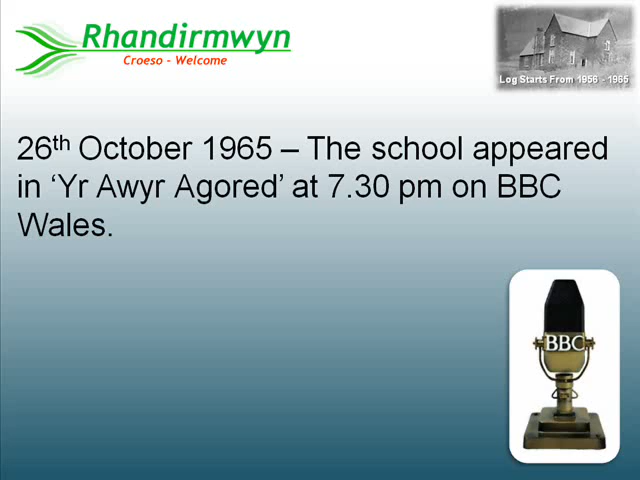 Rhandirmwyn
Croeso - Welcome
Log Starts From 1956 - 1965
26th October 1965 – The school appeared
in ‘Yr Awyr Agored’ at 7.30 pm on BBC
Wales.
BBC